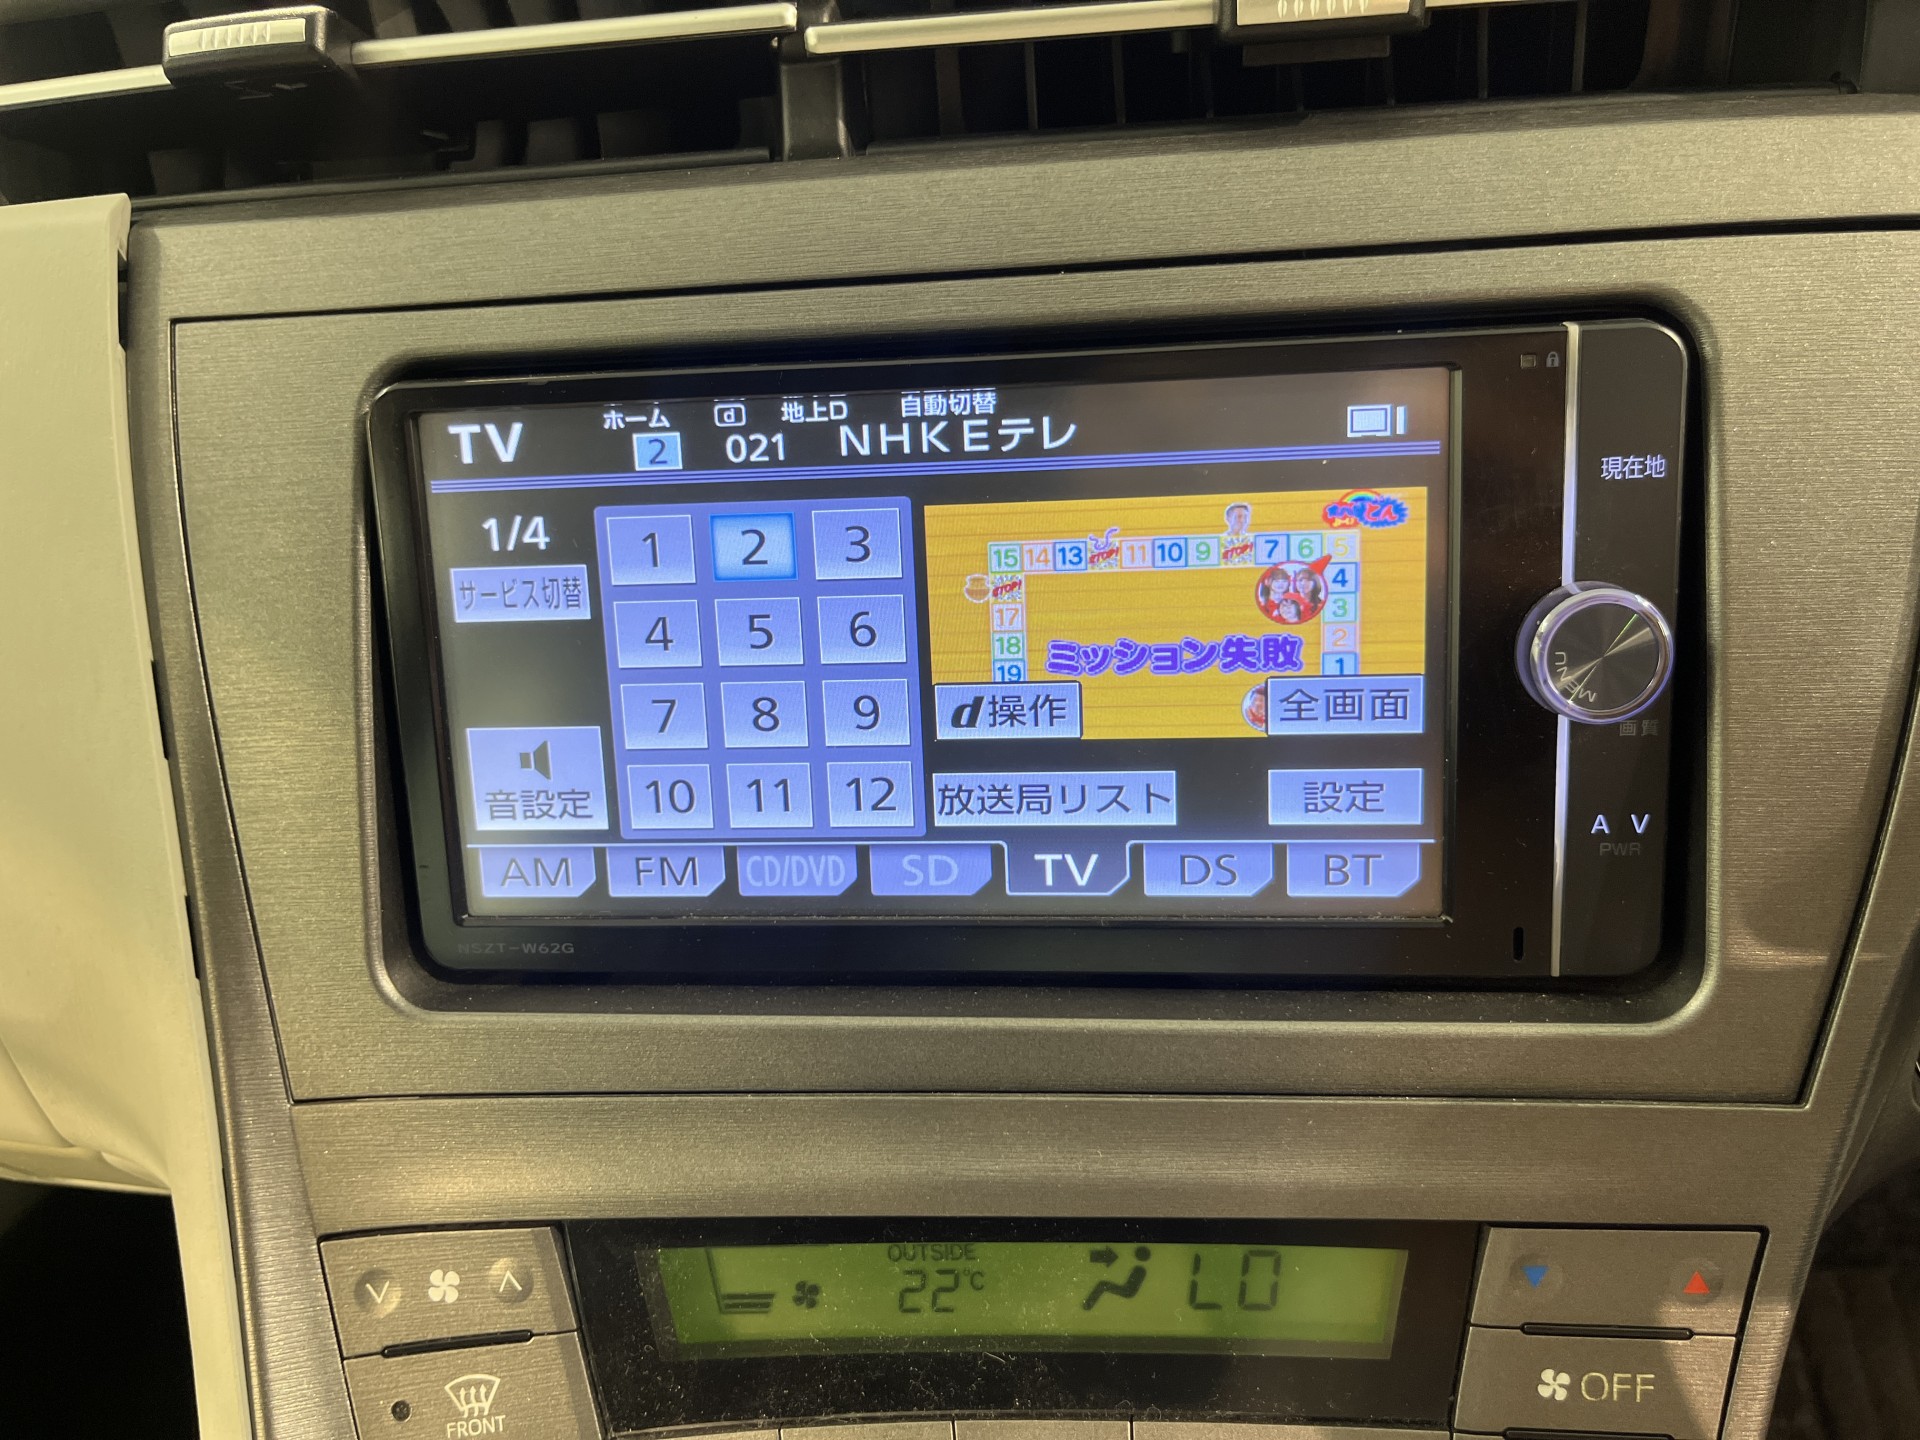 TV
ホーム
2
d
地上D
021
自動切替
NHKEテレ
1/4
サービス切替
音設定
1 2 3
4 5 6
7 8 9
10 11 12
15 14 13 STOP! 11 10 9 STOP! 7 6 5
STOP! 4
17 3
18 2
19 1
ミッション失敗
d操作
全画面
放送局リスト
設定
AM FM CD/DVD SD TV DS BT
NSZT-W62G
現在地
MENU
画質
A V
PWR
OUTSIDE
22℃
LO
FRONT
OFF